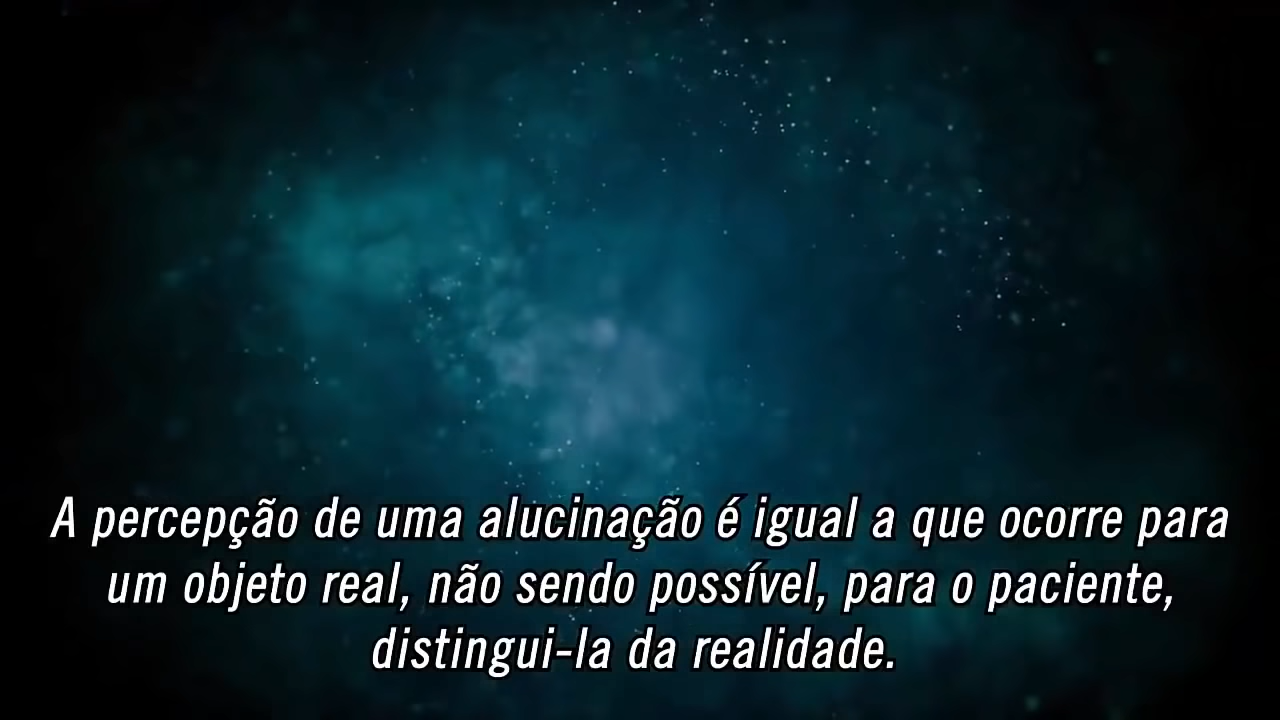 A percepção de uma alucinação é igual a que ocorre para
um objeto real, não sendo possível, para o paciente,
distingui-la da realidade.